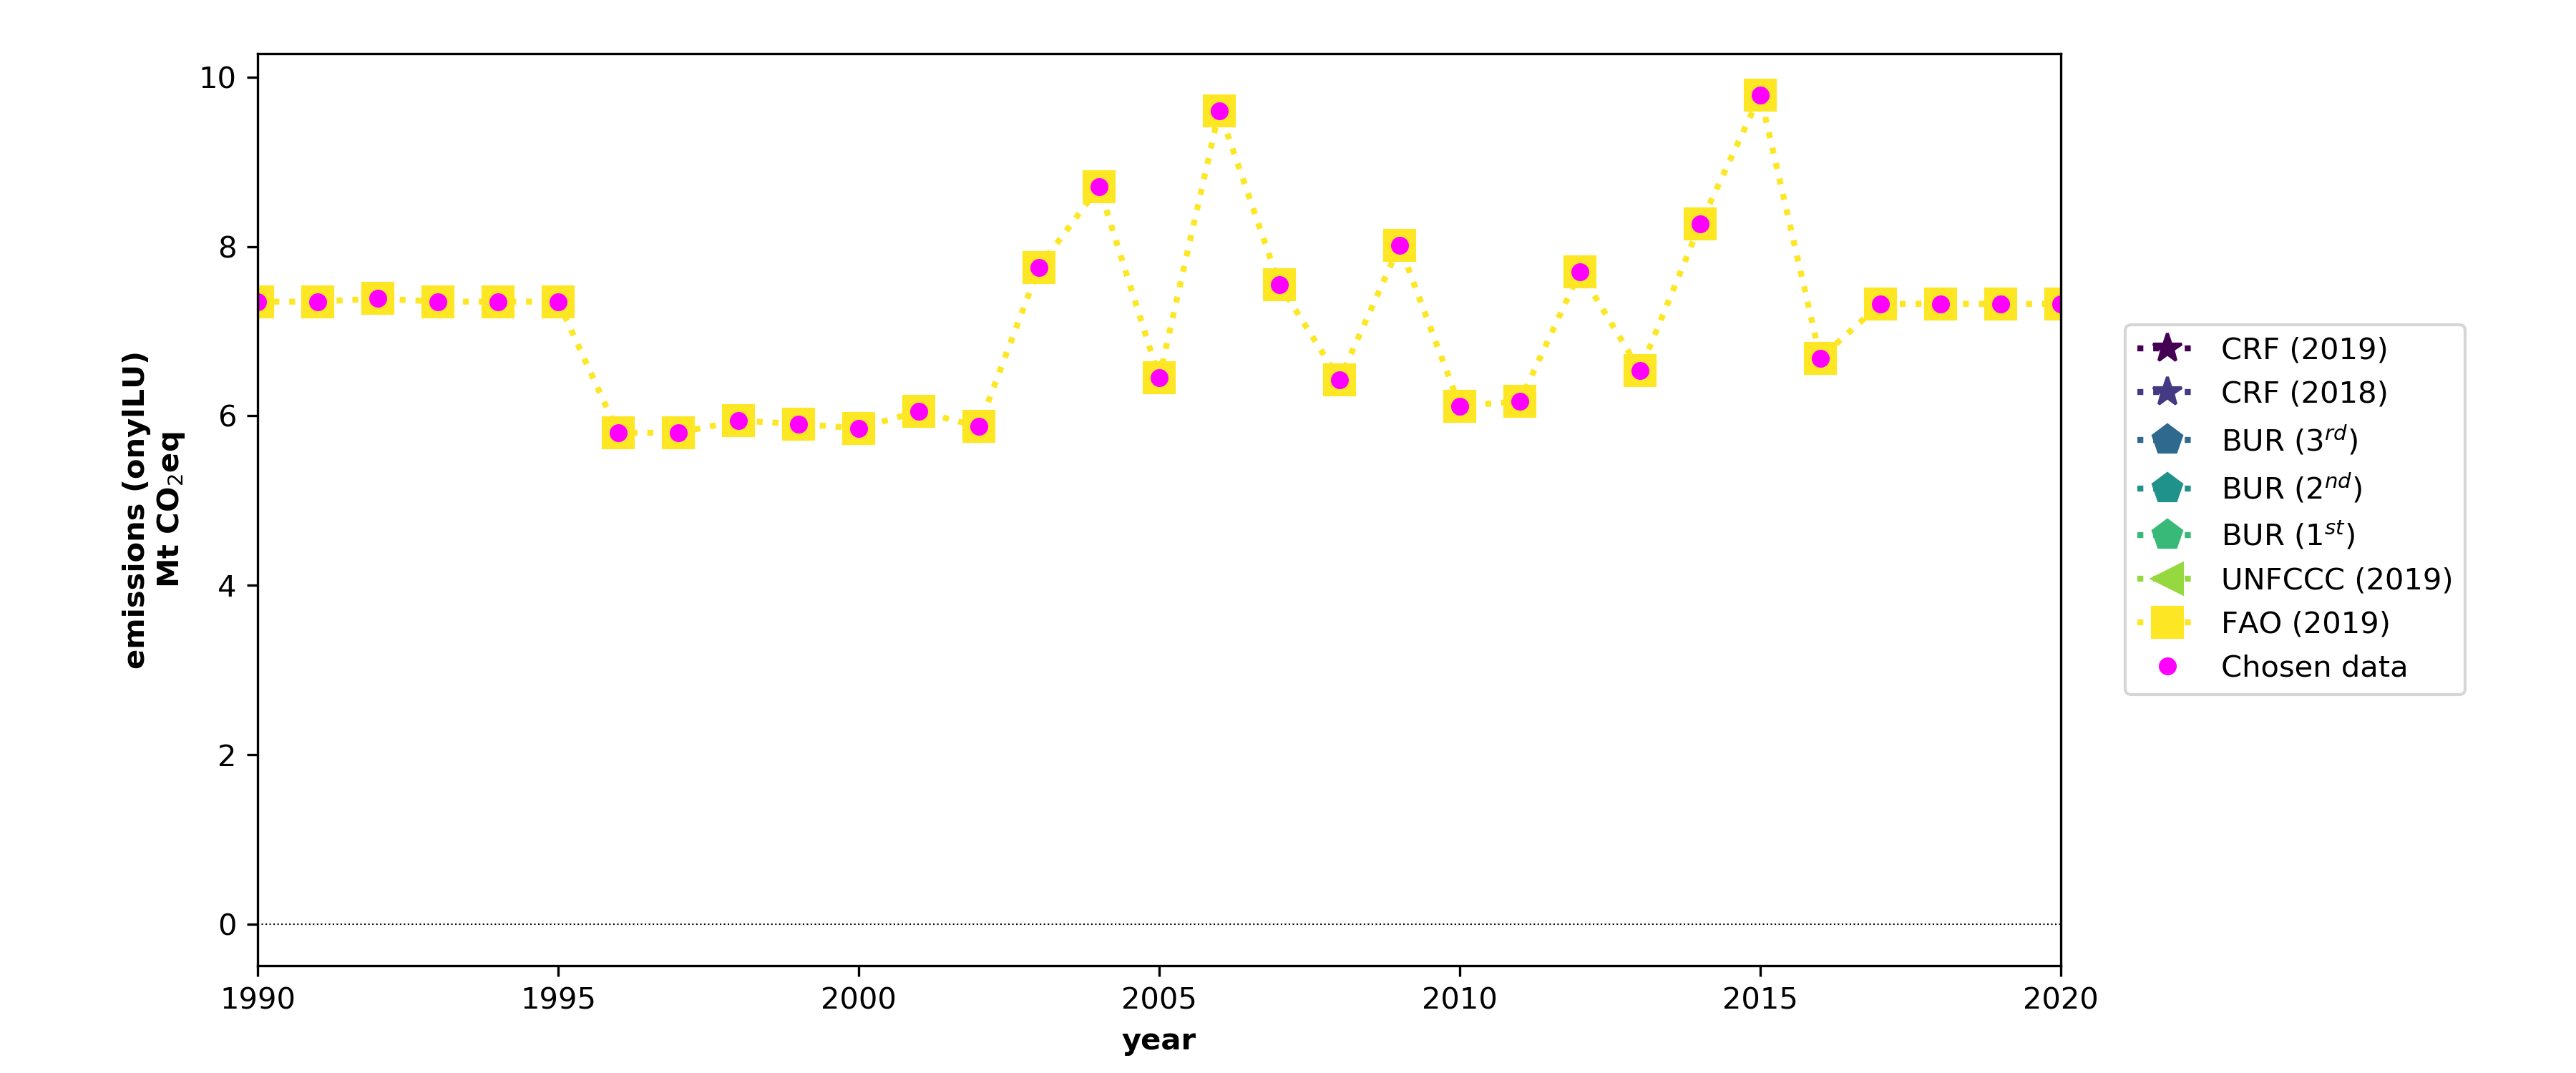 emissions (onylLU)
Mt CO₂eq
10
8
6
4
2
0
1990 1995 2000 2005 2010 2015 2020
year
CRF (2019)
CRF (2018)
BUR (3ʳᵈ)
BUR (2ⁿᵈ)
BUR (1ˢᵗ)
UNFCCC (2019)
FAO (2019)
Chosen data